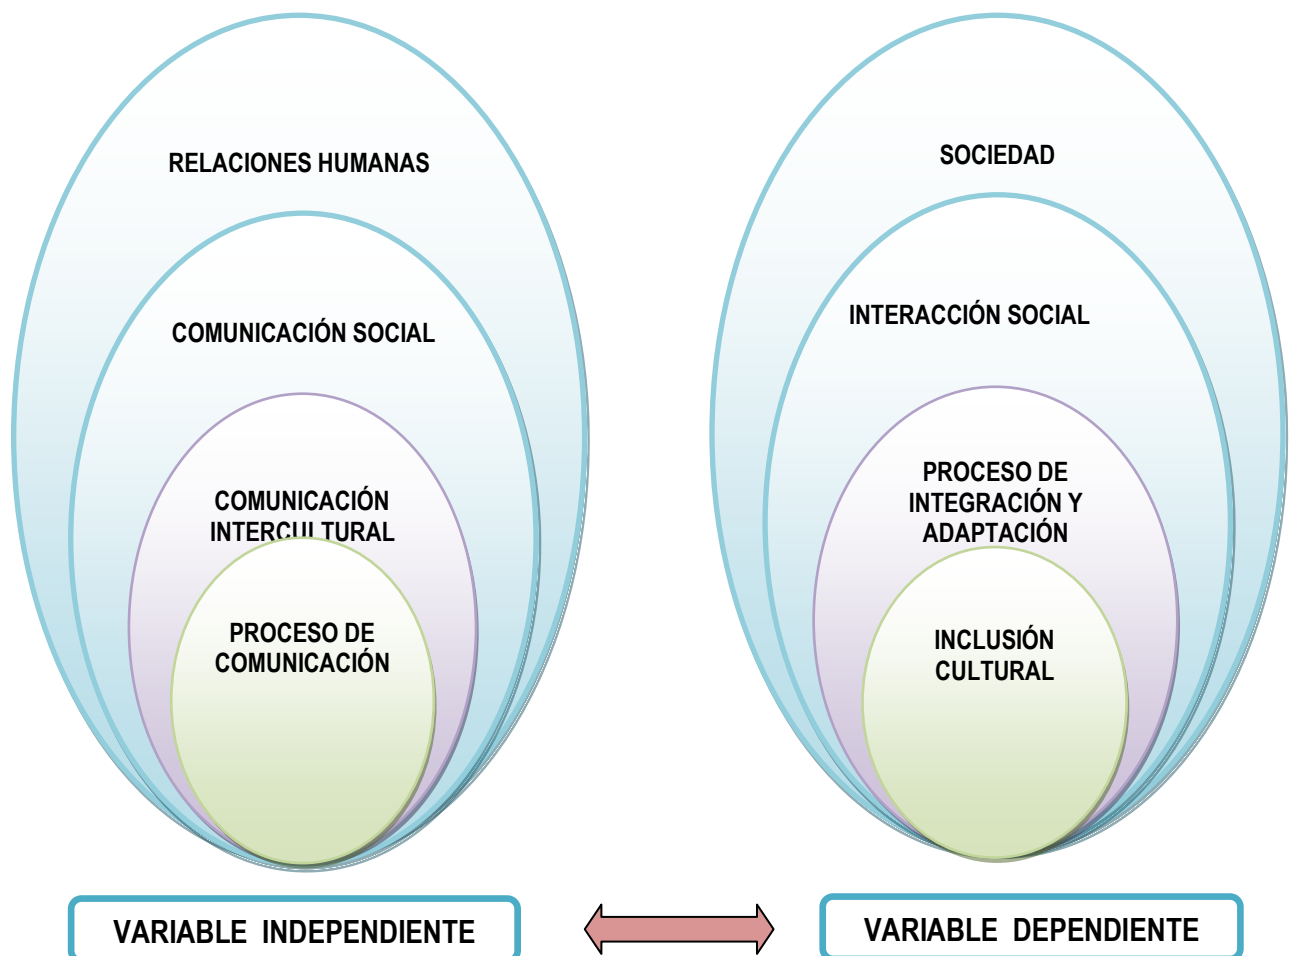 RELACIONES HUMANAS
COMUNICACIÓN SOCIAL
COMUNICACIÓN
INTERCULTURAL
PROCESO DE
COMUNICACIÓN
VARIABLE INDEPENDIENTE
SOCIEDAD
INTERACCIÓN SOCIAL
PROCESO DE
INTEGRACIÓN Y
ADAPTACIÓN
INCLUSIÓN
CULTURAL
VARIABLE DEPENDIENTE